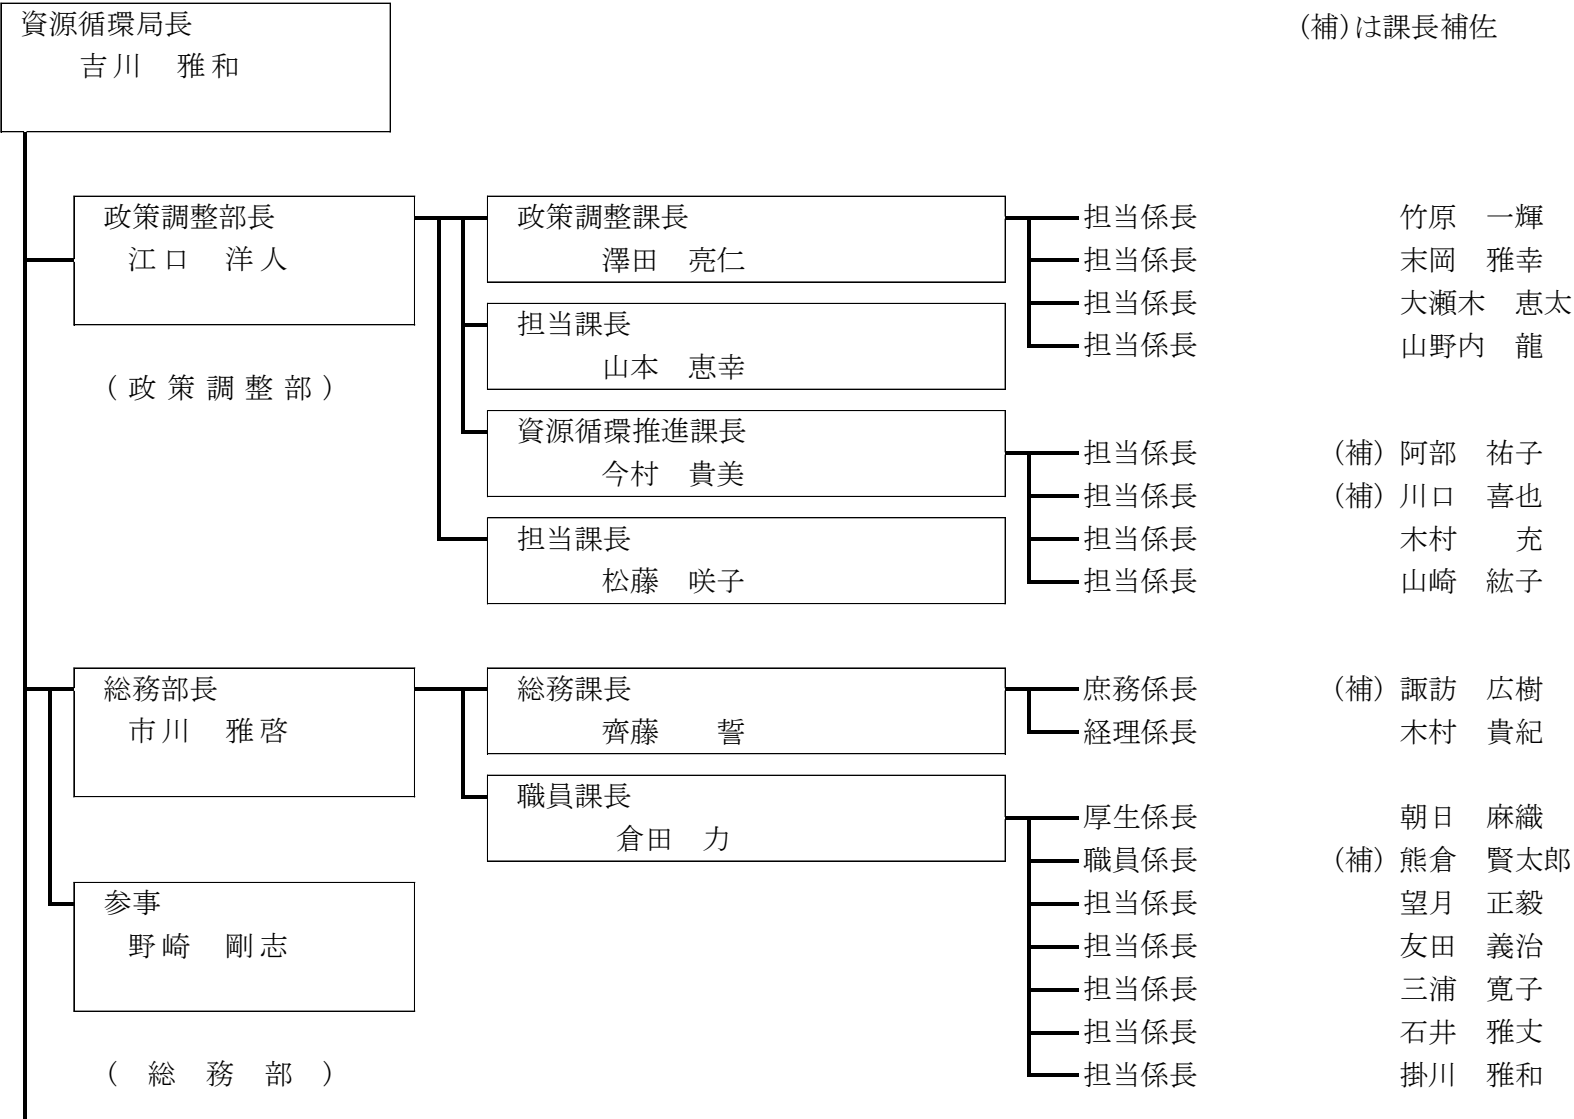 資源循環局長
吉川　雅和
(補)は課長補佐
政策調整部長
江口　洋人
(政策調整部)
政策調整課長
澤田　亮仁
担当係長　竹原　一輝
担当係長　末岡　雅幸
担当係長　大瀬木　恵太
担当係長　山野内　龍
担当課長
山本　恵幸
資源循環推進課長
今村　貴美
担当係長　(補) 阿部　祐子
担当係長　(補) 川口　喜也
担当係長　木村　充
担当係長　山崎　紘子
担当課長
松藤　咲子
総務部長
市川　雅啓
総務課長
齊藤　誓
庶務係長　(補) 諏訪　広樹
経理係長　木村　貴紀
職員課長
倉田　力
厚生係長　朝日　麻織
職員係長　(補) 熊倉　賢太郎
担当係長　望月　正毅
担当係長　友田　義治
担当係長　三浦　寛子
担当係長　石井　雅丈
担当係長　掛川　雅和
参事
野崎　剛志
(総務部)